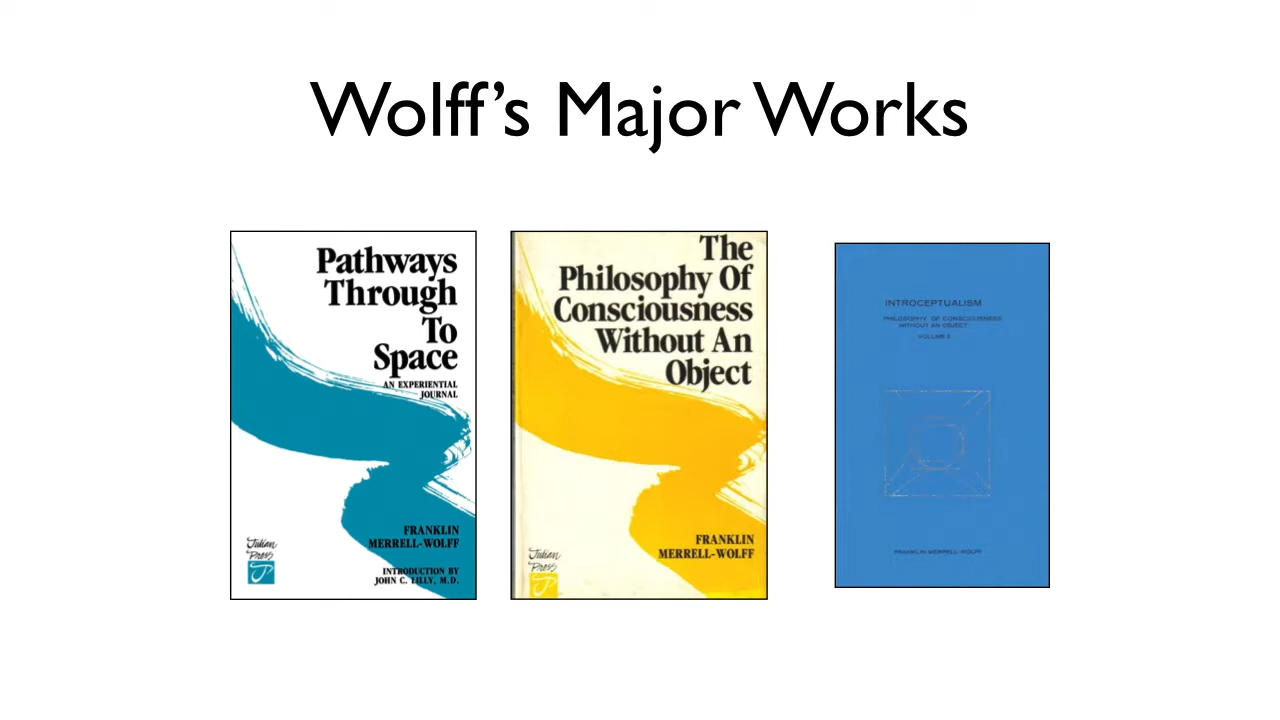 Wolff’s Major Works
Pathways
Through
To
Space
AN EXPERIENTIAL
JOURNAL
FRANKLIN
MERRELL-WOLFF
INTRODUCTION BY
JOHN C. LILLY, M.D.
Julian
Press
The
Philosophy Of
Consciousness
Without An
Object
FRANKLIN
MERRELL-WOLFF
Julian
Press
INTROCEPTUALISM
PHILOSOPHY OF CONSCIOUSNESS
WITHOUT AN OBJECT
VOLUME
FRANKLIN MERRELL-WOLFF